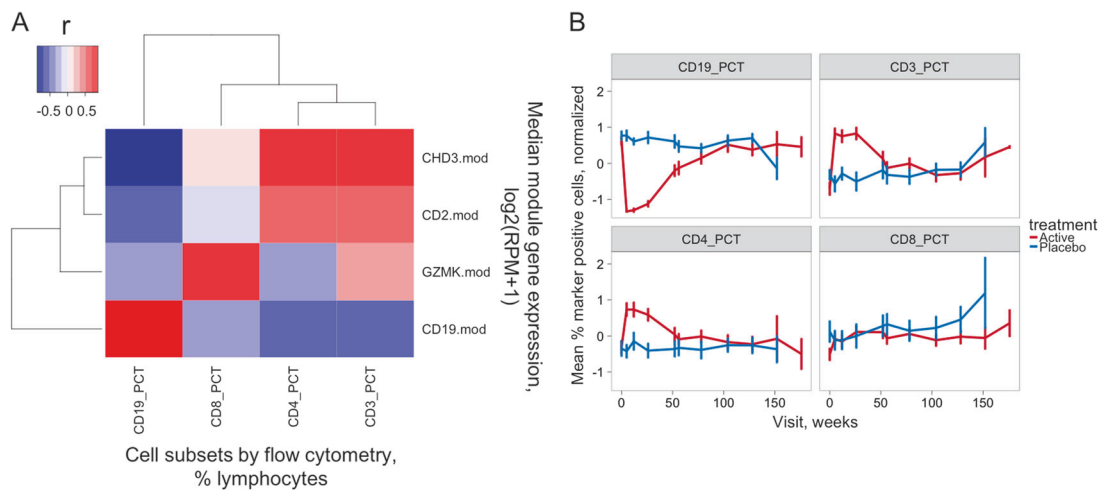 A
r
-0.5 0 0.5
CHD3.mod
CD2.mod
GZMK.mod
CD19.mod
Median module gene expression,
log2(RPM+1)
CD19_PCT
CD8_PCT
CD4_PCT
CD3_PCT
Cell subsets by flow cytometry,
% lymphocytes
B
Mean % marker positive cells, normalized
CD19_PCT
CD3_PCT
2
1
0
-1
CD4_PCT
CD8_PCT
2
1
0
-1
0 50 100 150
0 50 100 150
Visit, weeks
treatment
Active
Placebo